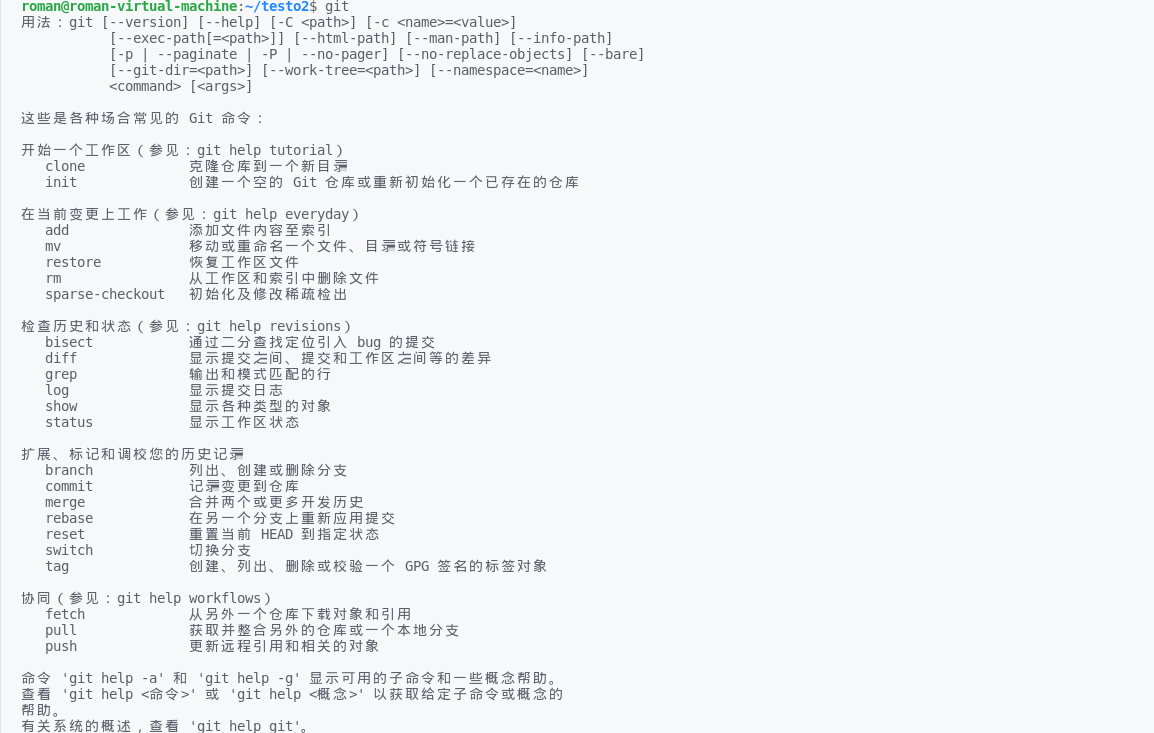 roman@roman-virtual-machine:~/testo2$ git
用法：git [--version] [--help] [-C <path>] [-c <name>=<value>]
           [--exec-path[=<path>]] [--html-path] [--man-path] [--info-path]
           [-p | --paginate | -P | --no-pager] [--no-replace-objects] [--bare]
           [--git-dir=<path>] [--work-tree=<path>] [--namespace=<name>]
           <command> [<args>]

这些是各种场合常见的 Git 命令：

开始一个工作区（参见：git help tutorial）
   clone             克隆仓库到一个新目录
   init              创建一个空的 Git 仓库或重新初始化一个已存在的仓库

在当前变更上工作（参见：git help everyday）
   add               添加文件内容至索引
   mv                移动或重命名一个文件、目录或符号链接
   restore           恢复工作区文件
   rm                从工作区和索引中删除文件
   sparse-checkout   初始化及修改稀疏检出

检查历史和状态（参见：git help revisions）
   bisect            通过二分查找定位引入 bug 的提交
   diff              显示提交之间、提交和工作区之间等的差异
   grep              输出和模式匹配的行
   log               显示提交日志
   show              显示各种类型的对象
   status            显示工作区状态

扩展、标记和调校您的历史记录
   branch            列出、创建或删除分支
   commit            记录变更到仓库
   merge             合并两个或更多开发历史
   rebase            在另一个分支上重新应用提交
   reset             重置当前 HEAD 到指定状态
   switch            切换分支
   tag               创建、列出、删除或校验一个 GPG 签名的标签对象

协同（参见：git help workflows）
   fetch             从另外一个仓库下载对象和引用
   pull              获取并整合另外的仓库或一个本地分支
   push              更新远程引用和相关的对象

命令 'git help -a' 和 'git help -g' 显示可用的子命令和一些概念帮助。
查看 'git help <命令>' 或 'git help <概念>' 以获取给定子命令或概念的
帮助。
有关系统的概述，查看 'git help git'。